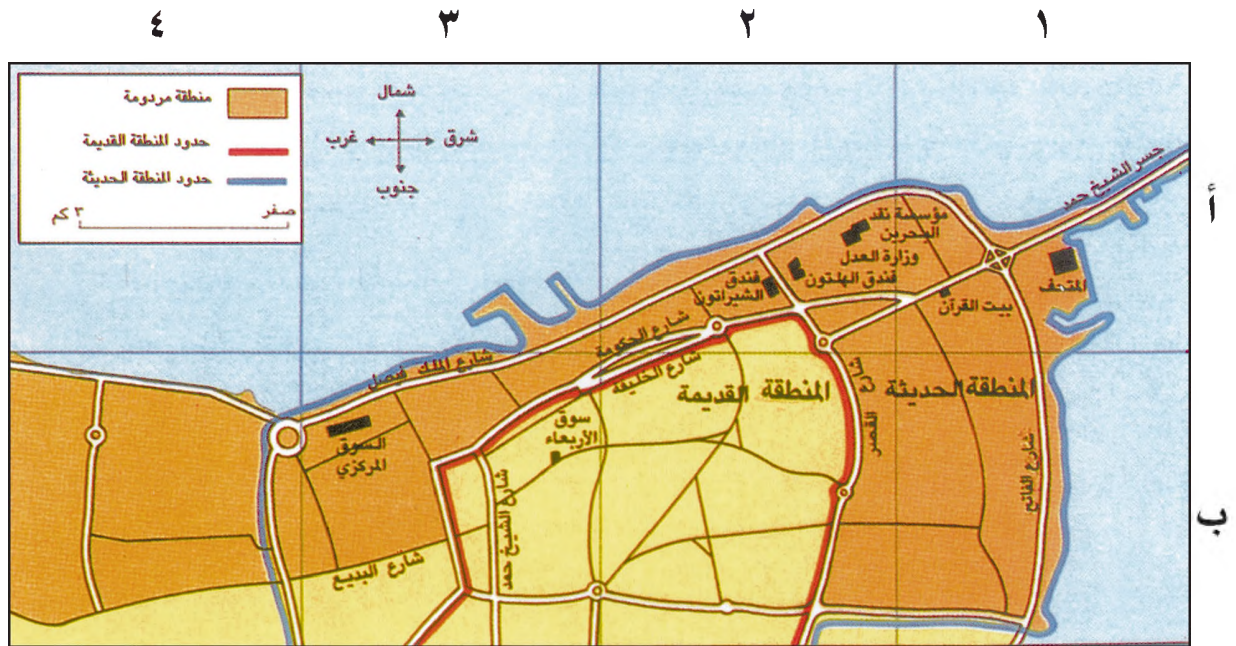 ١ ٢ ٣ ٤
أ
ب
منطقة مردومة
حدود المنطقة القديمة
حدود المنطقة الحديثة
صفر ٣ كم
شمال
شرق
غرب
جنوب
جسر الشيخ حمد
مؤسسة نقد
البحرين
وزارة العدل
فندق الهلتون
فندق
الشيراتون
المتحف
بيت القرآن
شارع الحكومة
شارع الخليفة
شارع الملك فيصل
المنطقة الحديثة
المنطقة القديمة
شارع القصر
شارع الفاتح
سوق
الأربعاء
السوق
المركزي
شارع الشيخ حمد
شارع البديع